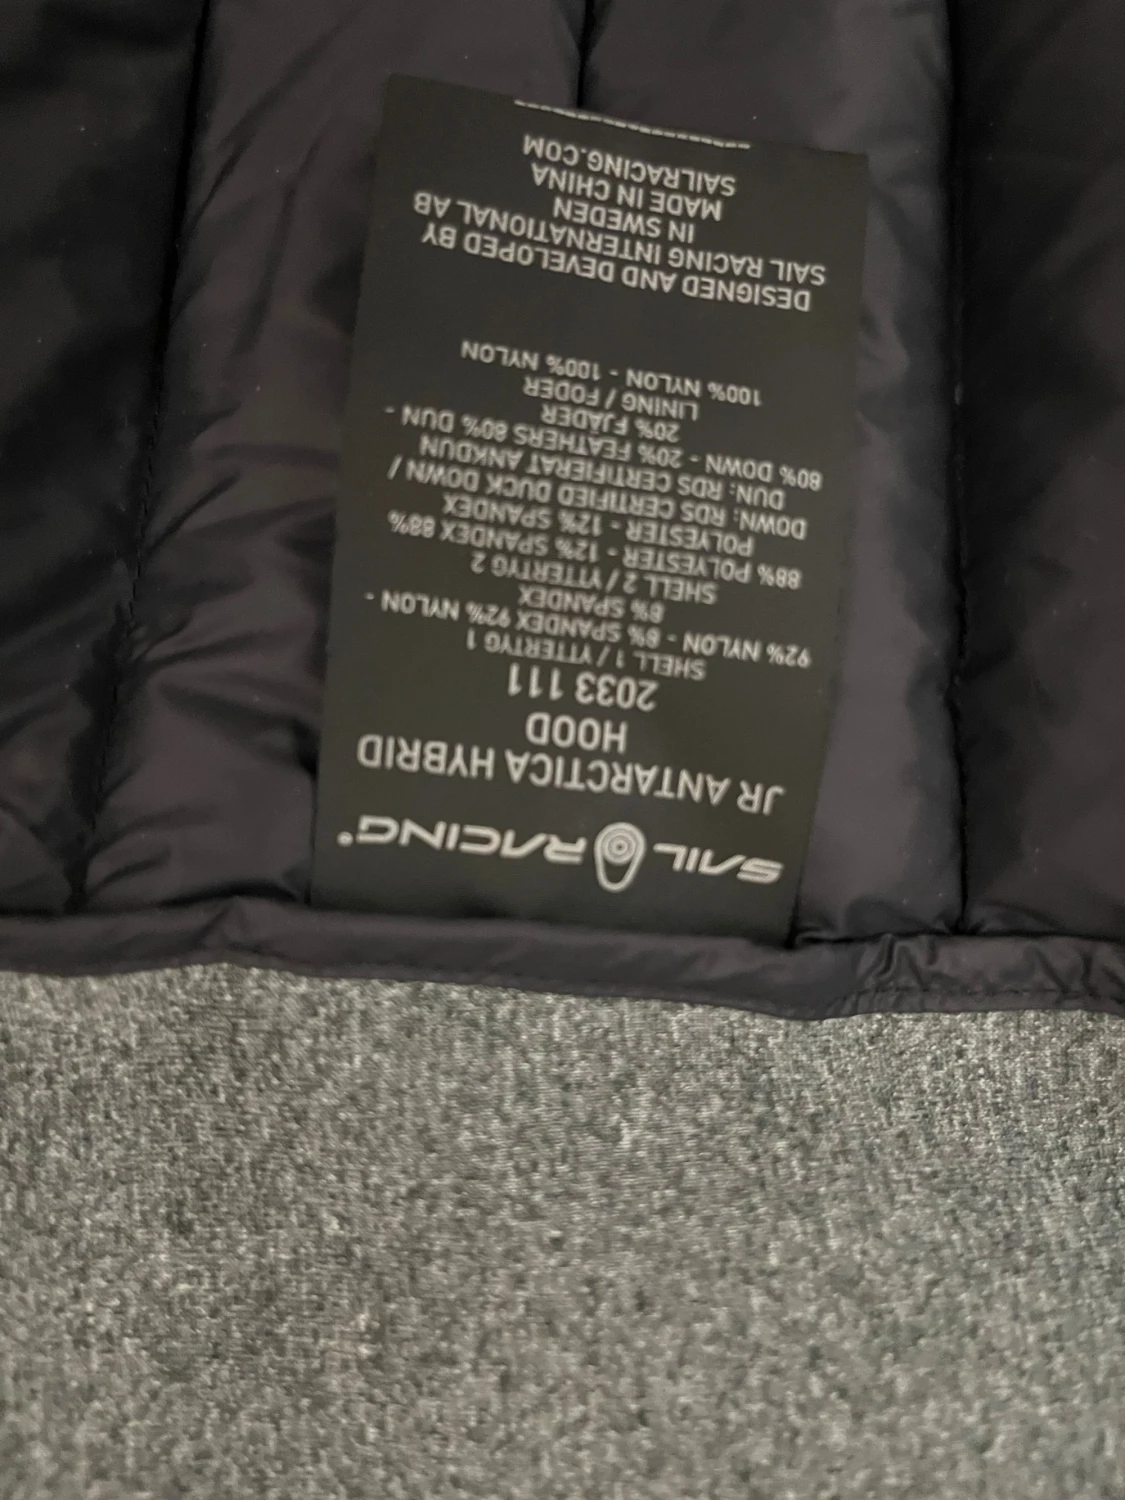 SAIL RACING®
JR ANTARCTICA HYBRID
HOOD
2033 111
SHELL 1 / YTTERTYG 1
92% NYLON - 8% SPANDEX 92% NYLON -
8% SPANDEX
SHELL 2 / YTTERTYG 2
88% POLYESTER - 12% SPANDEX 88%
POLYESTER - 12% SPANDEX
DOWN: RDS CERTIFIED DUCK DOWN /
DUN: RDS CERTIFIERAT ANKDUN
80% DOWN - 20% FEATHERS 80% DUN -
20% FJÄDER
LINING / FODER
100% NYLON - 100% NYLON
DESIGNED AND DEVELOPED BY
SAIL RACING INTERNATIONAL AB
IN SWEDEN
MADE IN CHINA
SAILRACING.COM